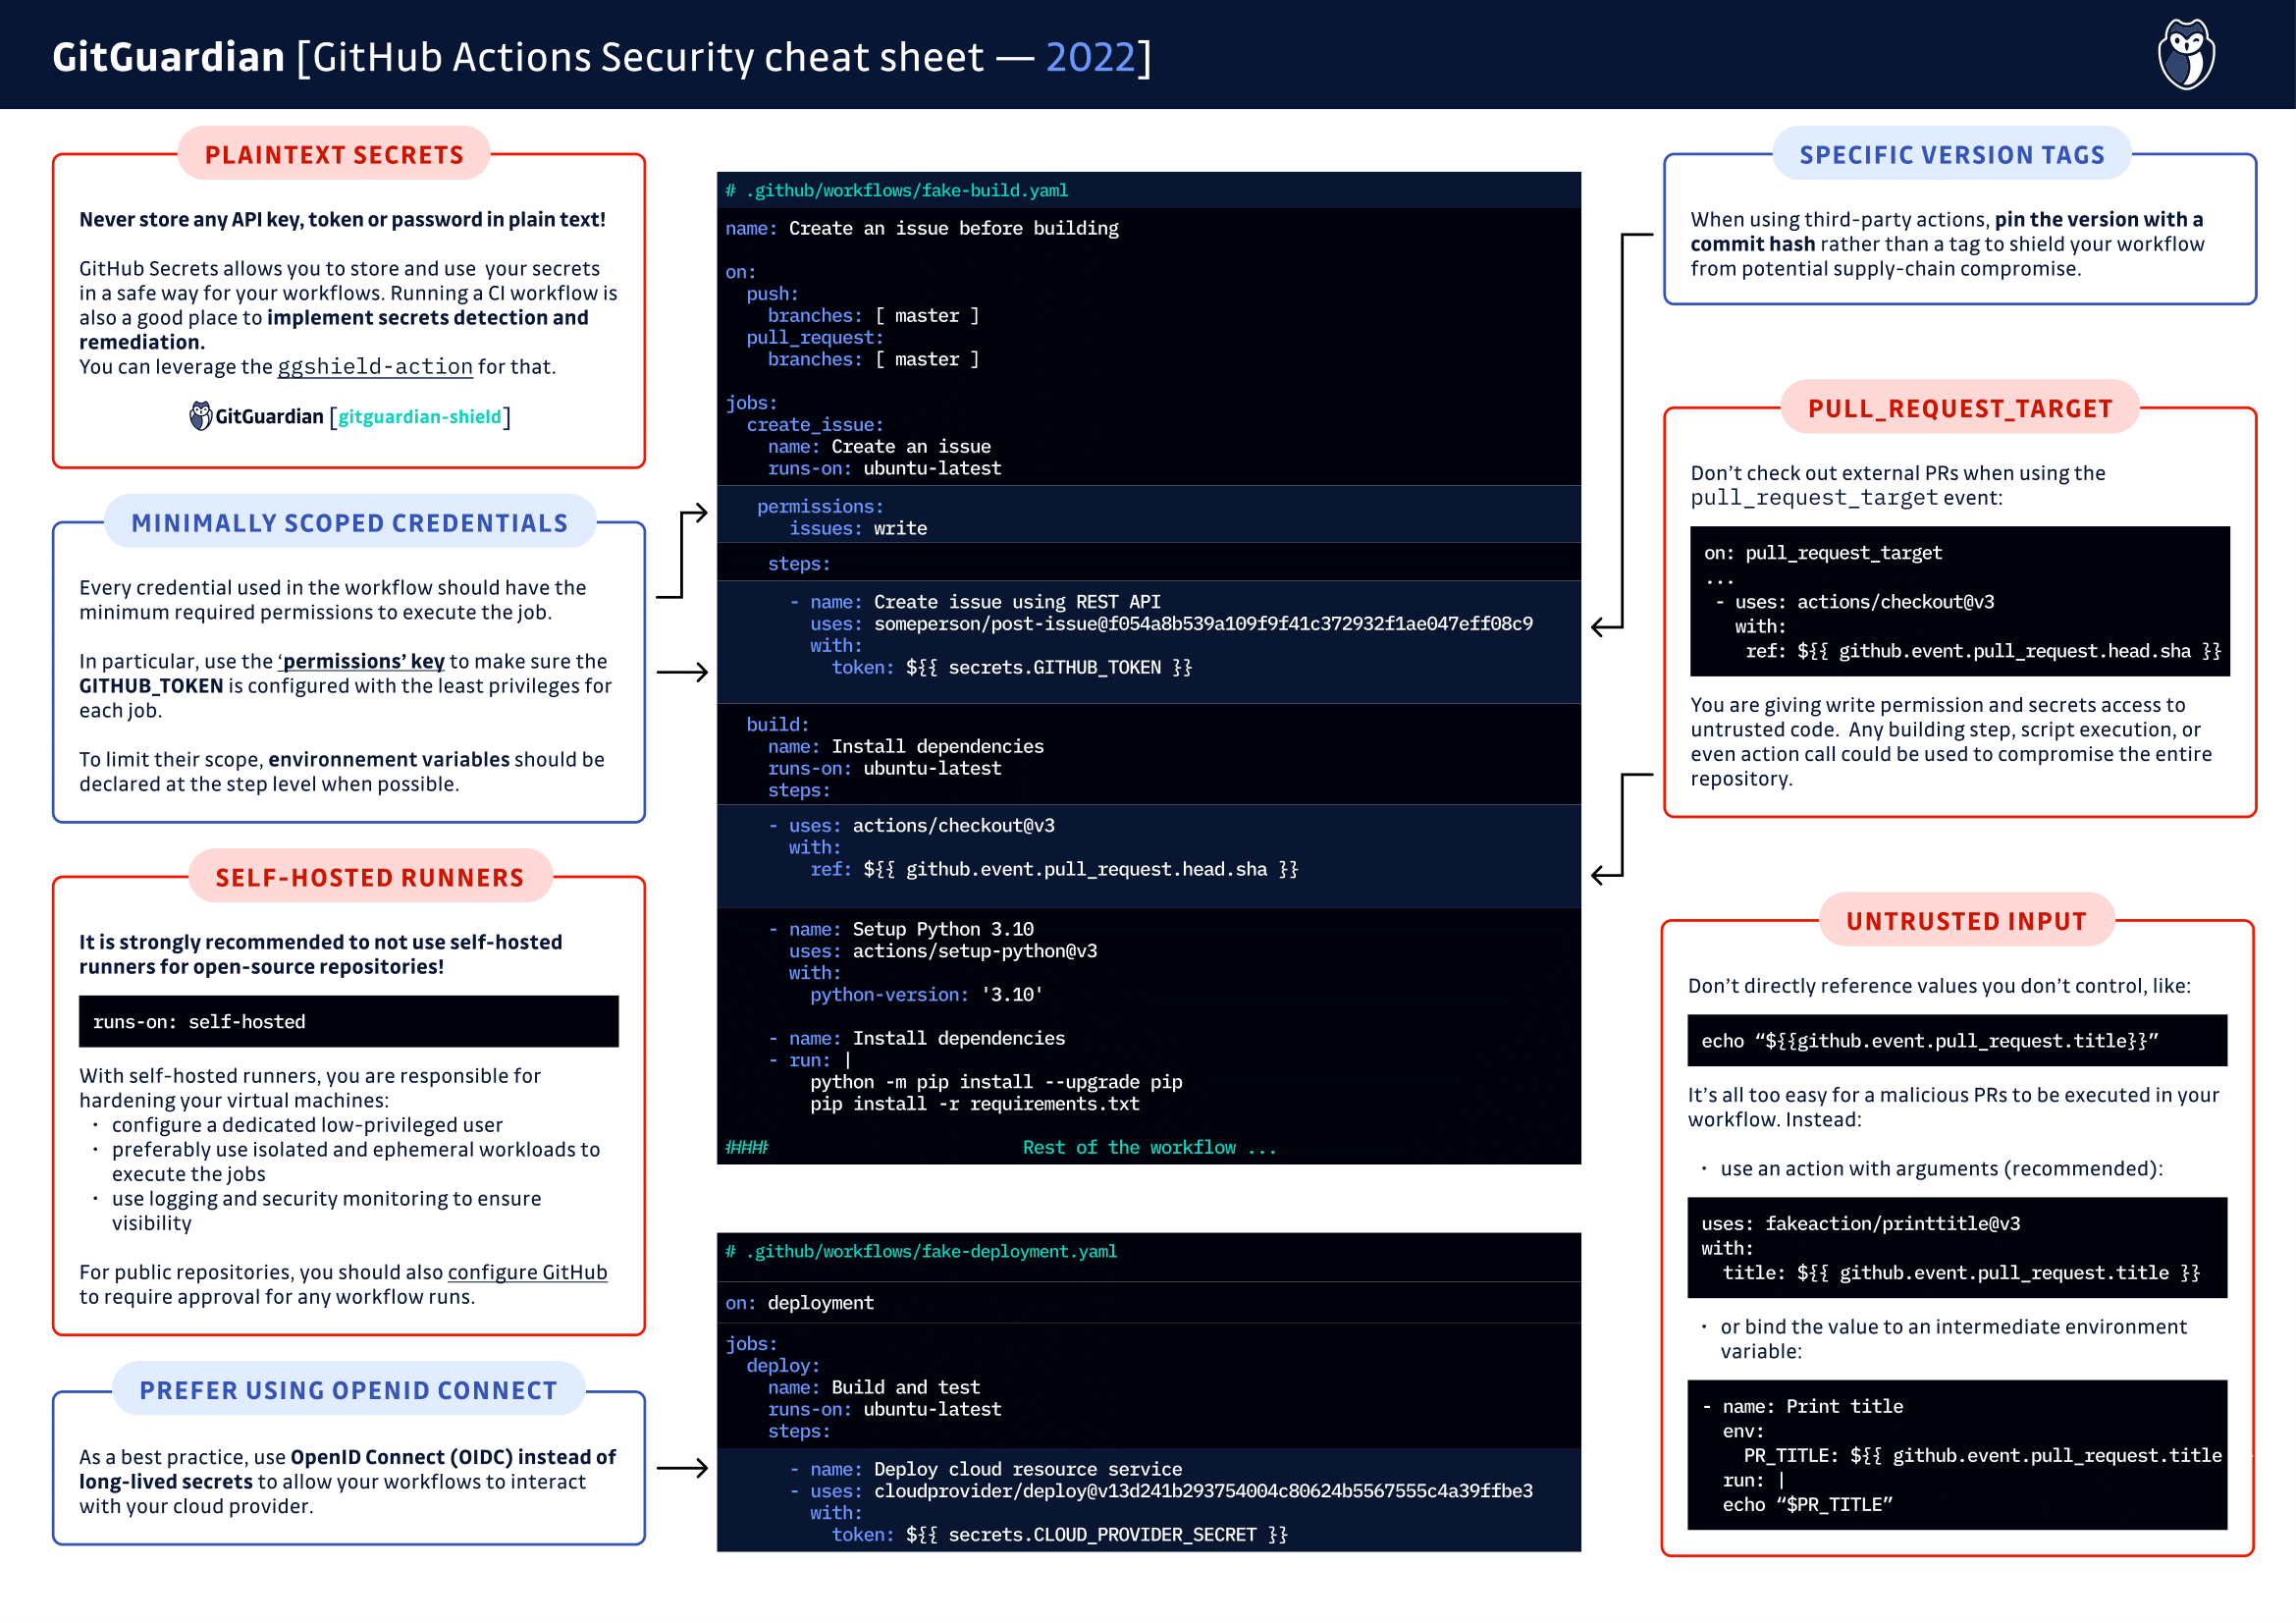 GitGuardian [GitHub Actions Security cheat sheet — 2022]
PLAINTEXT SECRETS
Never store any API key, token or password in plain text!
GitHub Secrets allows you to store and use  your secrets
in a safe way for your workflows. Running a CI workflow is
also a good place to implement secrets detection and
remediation.
You can leverage the ggshield-action for that.
GitGuardian [gitguardian-shield]
MINIMALLY SCOPED CREDENTIALS
Every credential used in the workflow should have the
minimum required permissions to execute the job.
In particular, use the ‘permissions’ key to make sure the
GITHUB_TOKEN is configured with the least privileges for
each job.
To limit their scope, environnement variables should be
declared at the step level when possible.
SELF-HOSTED RUNNERS
It is strongly recommended to not use self-hosted
runners for open-source repositories!
runs-on: self-hosted
With self-hosted runners, you are responsible for
hardening your virtual machines:
· configure a dedicated low-privileged user
· preferably use isolated and ephemeral workloads to
execute the jobs
· use logging and security monitoring to ensure
visibility
For public repositories, you should also configure GitHub
to require approval for any workflow runs.
PREFER USING OPENID CONNECT
As a best practice, use OpenID Connect (OIDC) instead of
long-lived secrets to allow your workflows to interact
with your cloud provider.
# .github/workflows/fake-build.yaml
name: Create an issue before building
on:
  push:
    branches: [ master ]
  pull_request:
    branches: [ master ]
jobs:
  create_issue:
    name: Create an issue
    runs-on: ubuntu-latest
   permissions:
      issues: write
    steps:
      - name: Create issue using REST API
        uses: someperson/post-issue@f054a8b539a109f9f41c372932f1ae047eff08c9
        with:
          token: ${{ secrets.GITHUB_TOKEN }}
  build:
    name: Install dependencies
    runs-on: ubuntu-latest
    steps:
    - uses: actions/checkout@v3
      with:
        ref: ${{ github.event.pull_request.head.sha }}
    - name: Setup Python 3.10
      uses: actions/setup-python@v3
      with:
        python-version: '3.10'
    - name: Install dependencies
    - run: |
        python -m pip install --upgrade pip
        pip install -r requirements.txt
#### Rest of the workflow ...
# .github/workflows/fake-deployment.yaml
on: deployment
jobs:
  deploy:
    name: Build and test
    runs-on: ubuntu-latest
    steps:
      - name: Deploy cloud resource service
      - uses: cloudprovider/deploy@v13d241b293754004c80624b5567555c4a39ffbe3
        with:
          token: ${{ secrets.CLOUD_PROVIDER_SECRET }}
SPECIFIC VERSION TAGS
When using third-party actions, pin the version with a
commit hash rather than a tag to shield your workflow
from potential supply-chain compromise.
PULL_REQUEST_TARGET
Don’t check out external PRs when using the
pull_request_target event:
on: pull_request_target
...
 - uses: actions/checkout@v3
   with:
    ref: ${{ github.event.pull_request.head.sha }}
You are giving write permission and secrets access to
untrusted code.  Any building step, script execution, or
even action call could be used to compromise the entire
repository.
UNTRUSTED INPUT
Don’t directly reference values you don’t control, like:
echo “${{github.event.pull_request.title}}”
It’s all too easy for a malicious PRs to be executed in your
workflow. Instead:
· use an action with arguments (recommended):
uses: fakeaction/printtitle@v3
with:
  title: ${{ github.event.pull_request.title }}
· or bind the value to an intermediate environment
variable:
- name: Print title
  env:
    PR_TITLE: ${{ github.event.pull_request.title
  run: |
  echo “$PR_TITLE”